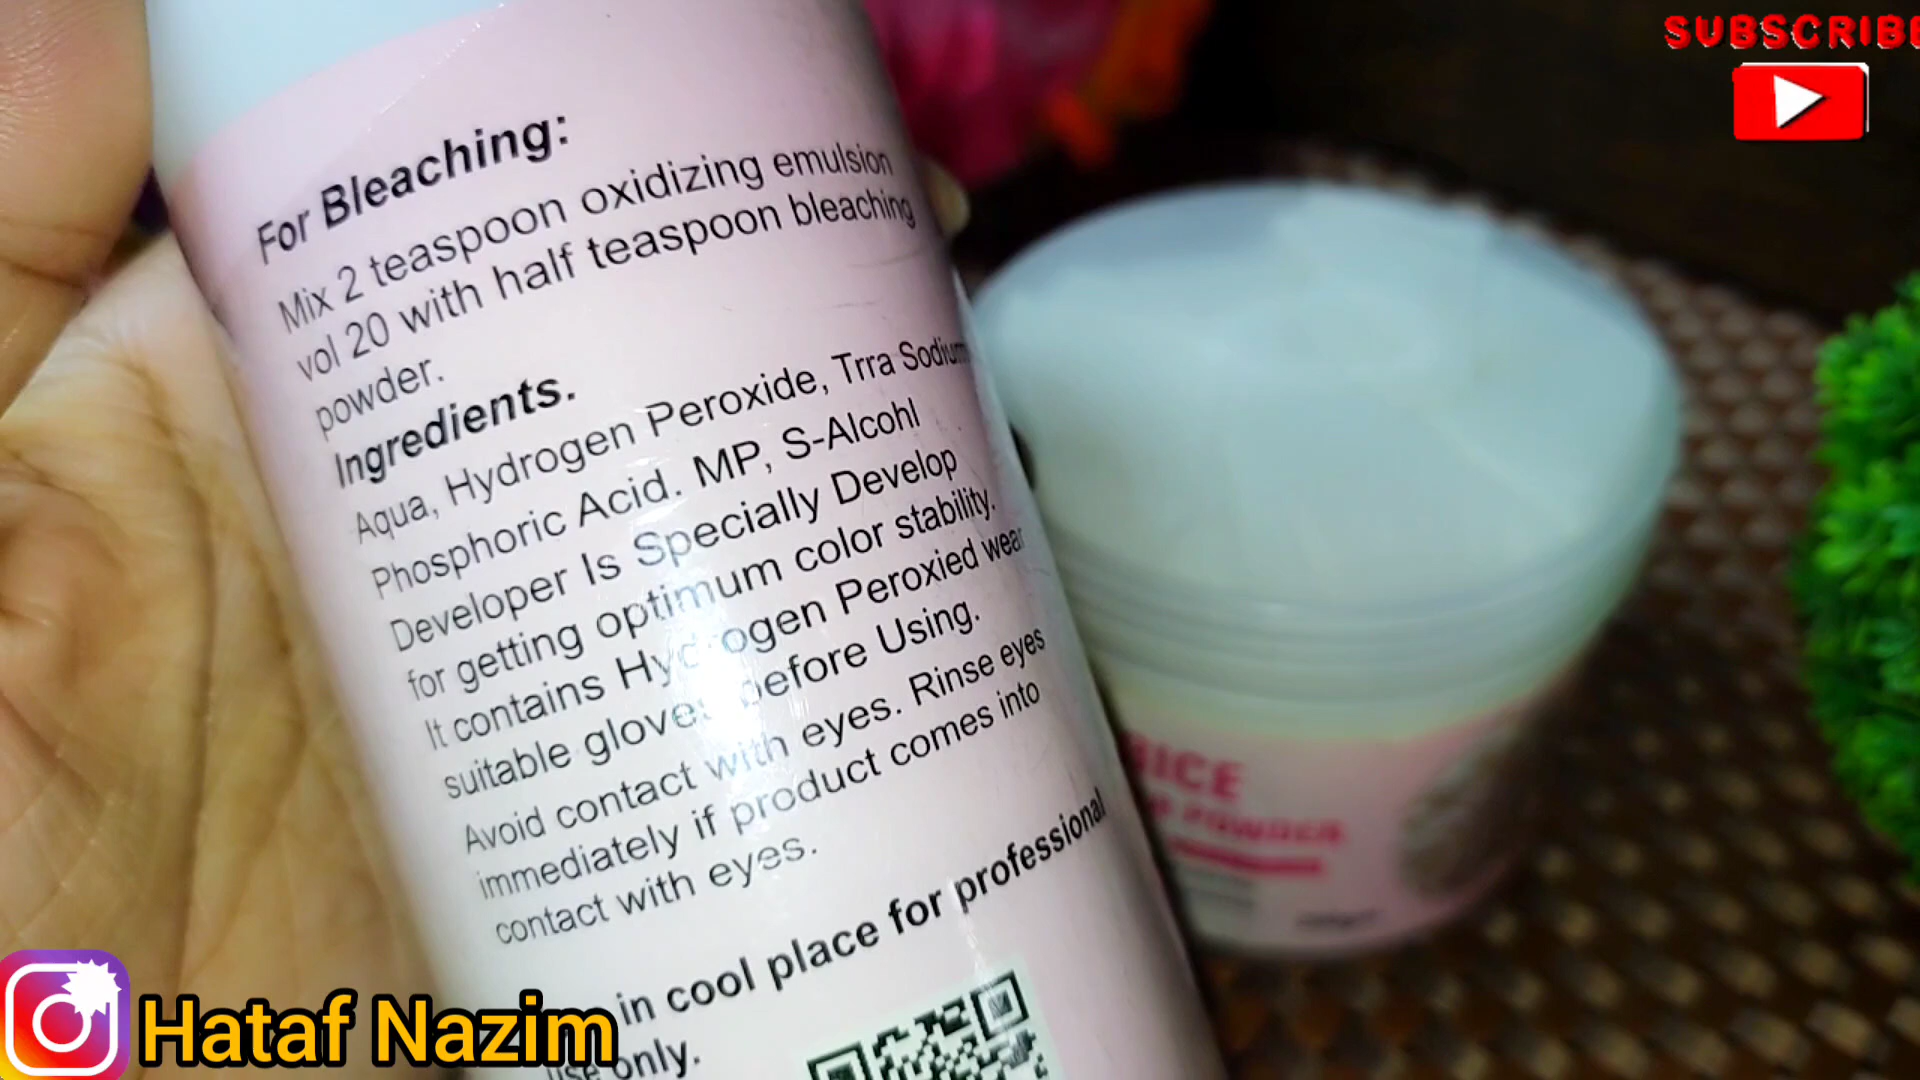 SUBSCRIBE
For Bleaching:
Mix 2 teaspoon oxidizing emulsion
vol 20 with half teaspoon bleaching
powder.
Ingredients.
Aqua, Hydrogen Peroxide, Trra Sodium
Phosphoric Acid. MP, S-Alcohl
Developer Is Specially Develop
for getting optimum color stability.
It contains Hydrogen Peroxied wear
suitable gloves before Using.
Avoid contact with eyes. Rinse eyes
immediately if product comes into
contact with eyes.
in cool place for professional
use only.
RICE
POWDER
Hataf Nazim